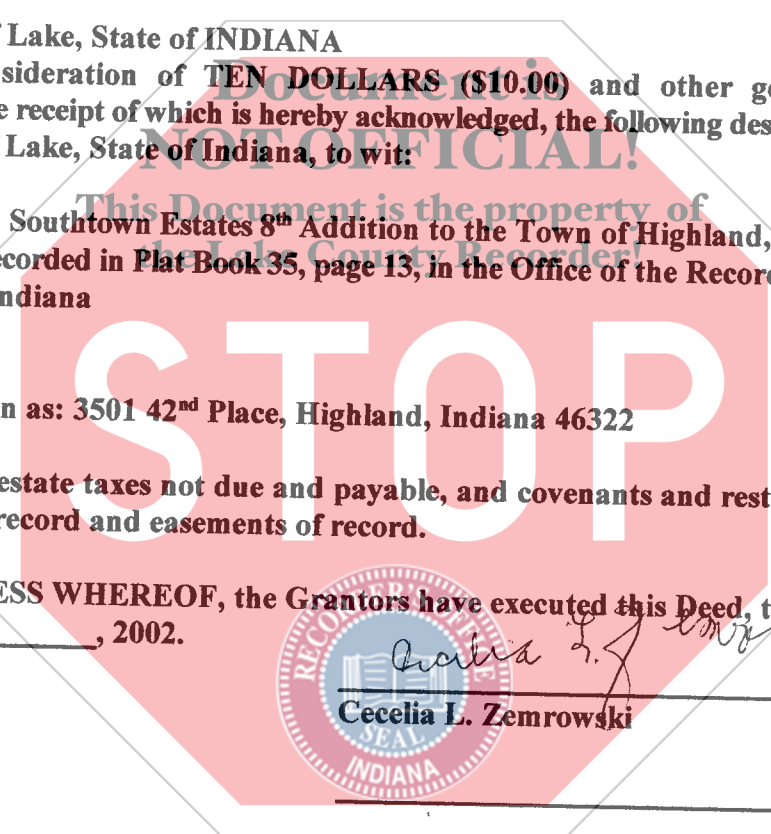 Lake, State of INDIANA
sideration of TEN DOLLARS ($10.00) and other
Document is
receipt of which is hereby acknowledged, the following des
NOT OFFICIAL!
Lake, State of Indiana, to wit:
This Document is the property of
Southtown Estates 8th Addition to the Town of Highland,
the Lake County Recorder!
ecorded in Plat Book 35, page 13, in the Office of the Record
ndiana
STOP
n as: 3501 42nd Place, Highland, Indiana 46322
estate taxes not due and payable, and covenants and rest
record and easements of record.
ESS WHEREOF, the Grantors have executed this Deed, t
, 2002.
Cecelia L. Zemrowski
RECORDER'S OFFICE
SEAL
INDIANA